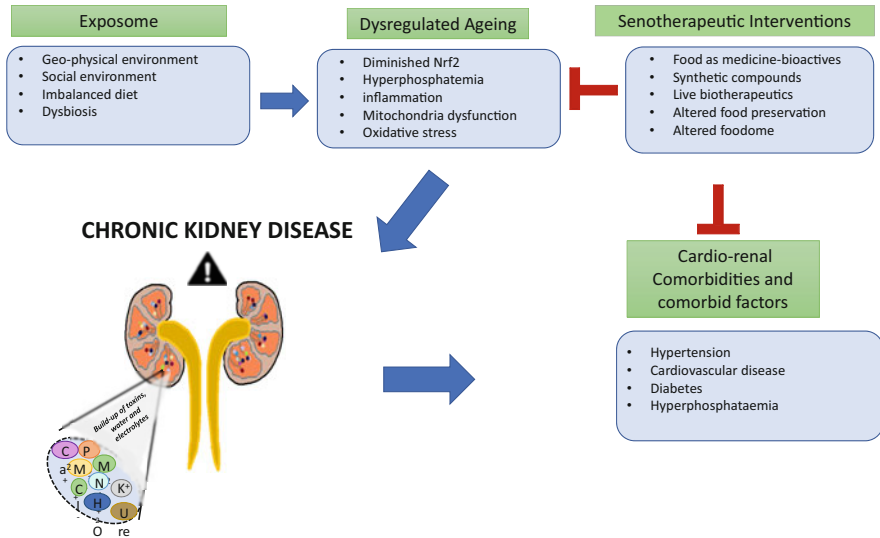 Exposome
• Geo-physical environment
• Social environment
• Imbalanced diet
• Dysbiosis
Dysregulated Ageing
• Diminished Nrf2
• Hyperphosphatemia
• inflammation
• Mitochondria dysfunction
• Oxidative stress
Senotherapeutic Interventions
• Food as medicine-bioactives
• Synthetic compounds
• Live biotherapeutics
• Altered food preservation
• Altered foodome
CHRONIC KIDNEY DISEASE
!
Build-up of toxins,
water and
electrolytes
C P
a²⁺ M M
C N K⁺
H U
O re
Cardio-renal
Comorbidities and
comorbid factors
• Hypertension
• Cardiovascular disease
• Diabetes
• Hyperphosphataemia